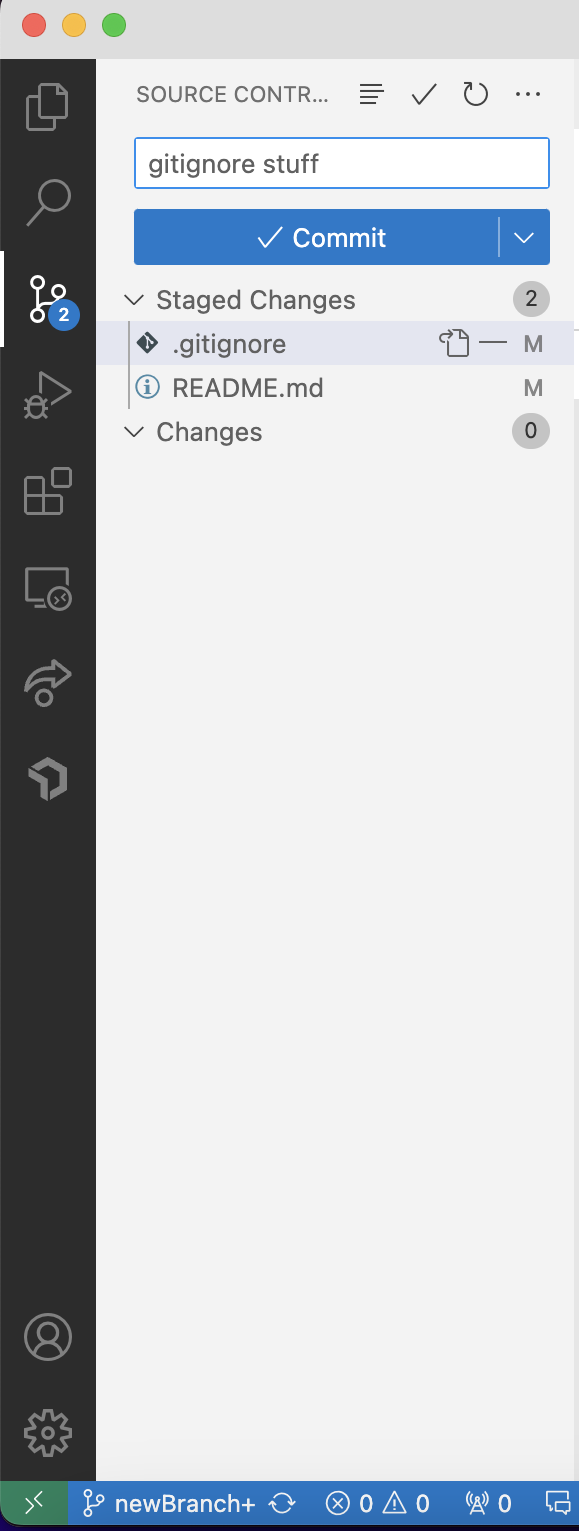 SOURCE CONTR...
gitignore stuff
Commit
2
Staged Changes 2
.gitignore M
README.md M
Changes 0
newBranch+ 0 0 0